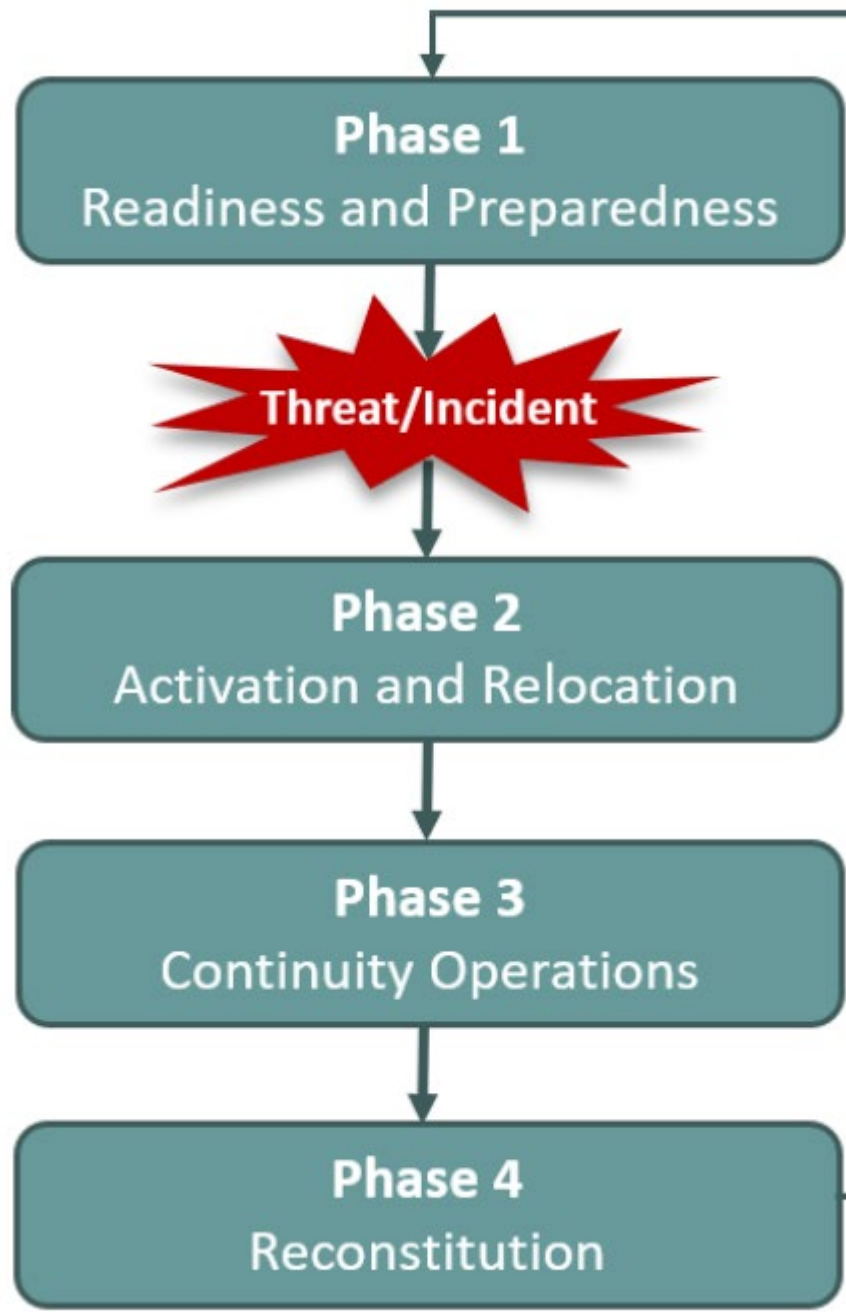 Phase 1
Readiness and Preparedness
Threat/Incident
Phase 2
Activation and Relocation
Phase 3
Continuity Operations
Phase 4
Reconstitution